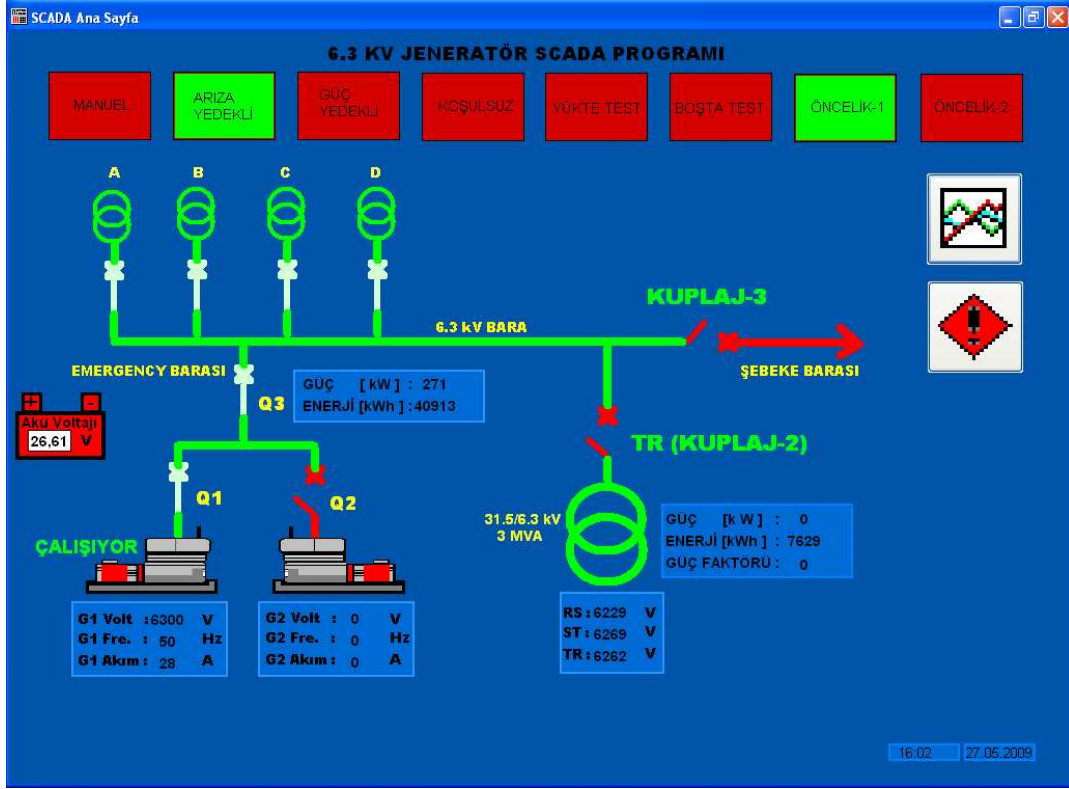 SCADA Ana Sayfa
6.3 KV JENERATÖR SCADA PROGRAMI
MANUEL
ARIZA
YEDEKLİ
GÜÇ
YEDEKLİ
KOŞULSUZ
YÜKTE TEST
BOŞTA TEST
ÖNCELİK-1
ÖNCELİK-2
A B C D
KUPLAJ-3
6.3 kV BARA
ŞEBEKE BARASI
EMERGENCY BARASI
GÜÇ [ kW ] : 271
ENERJİ [kWh ] :40913
Q3
+ -
Akü Voltajı
26,61 V
TR (KUPLAJ-2)
Q1
Q2
31.5/6.3 kV
3 MVA
GÜÇ [k W ] : 0
ENERJİ [kWh ] : 7629
GÜÇ FAKTÖRÜ : 0
ÇALIŞIYOR
G1 Volt :6300 V
G1 Fre. : 50 Hz
G1 Akım : 28 A
G2 Volt : 0 V
G2 Fre. : 0 Hz
G2 Akım : 0 A
RS : 6229 V
ST : 6269 V
TR : 6262 V
16:02 27.05.2009